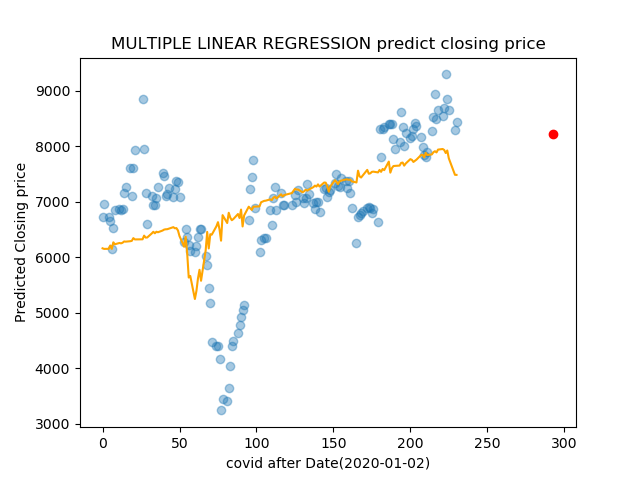 MULTIPLE LINEAR REGRESSION predict closing price
Predicted Closing price
9000
8000
7000
6000
5000
4000
3000
0 50 100 150 200 250 300
covid after Date(2020-01-02)